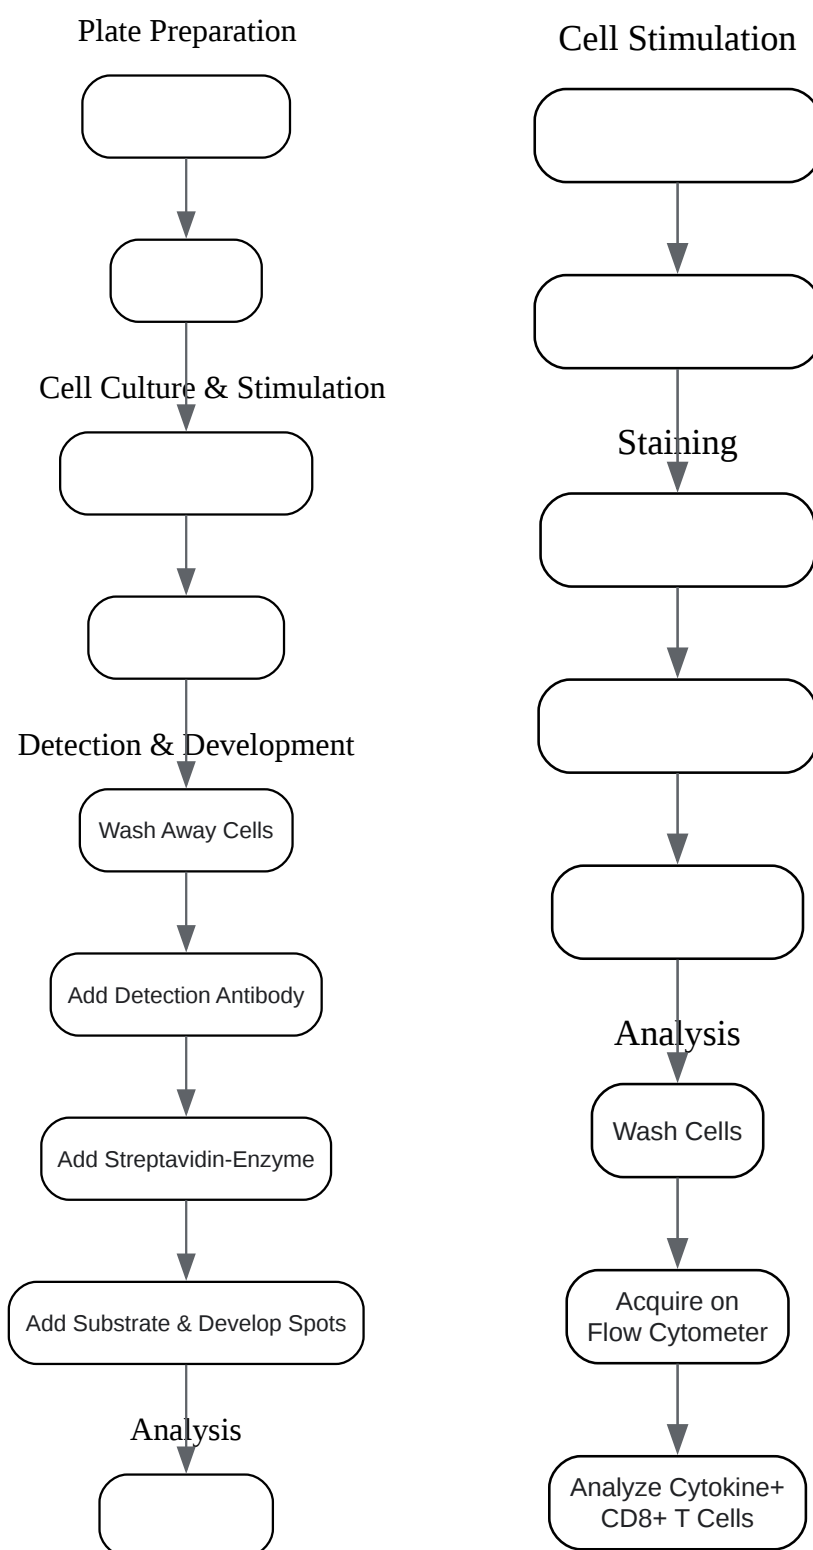 Plate Preparation
Cell Culture & Stimulation
Detection & Development
Wash Away Cells
Add Detection Antibody
Add Streptavidin-Enzyme
Add Substrate & Develop Spots
Analysis
Cell Stimulation
Staining
Analysis
Wash Cells
Acquire on
Flow Cytometer
Analyze Cytokine+
CD8+ T Cells